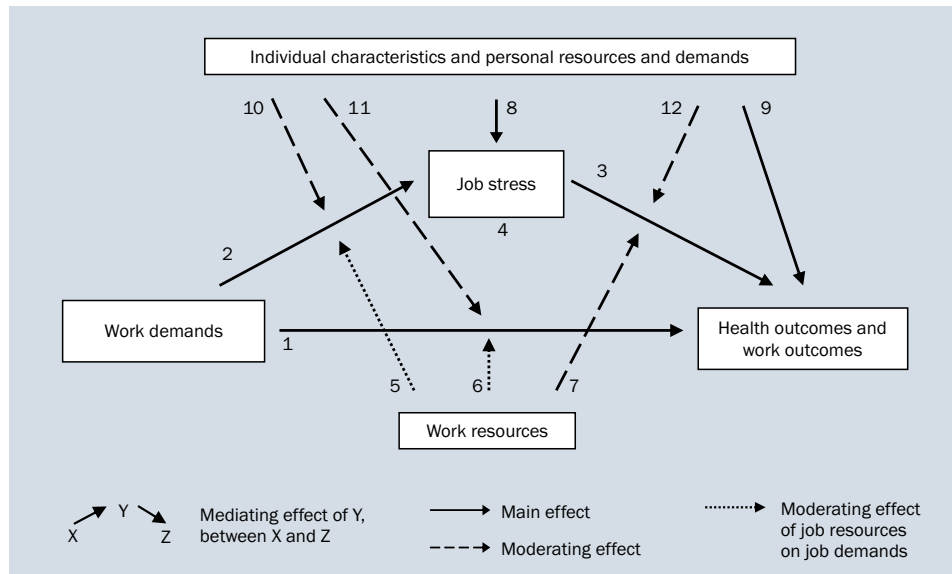 Individual characteristics and personal resources and demands
10
11
8
12
9
Job stress
3
4
2
Work demands
1
Health outcomes and
work outcomes
5
6
7
Work resources
X
Y
Z
Mediating effect of Y,
between X and Z
Main effect
Moderating effect
Moderating effect
of job resources
on job demands